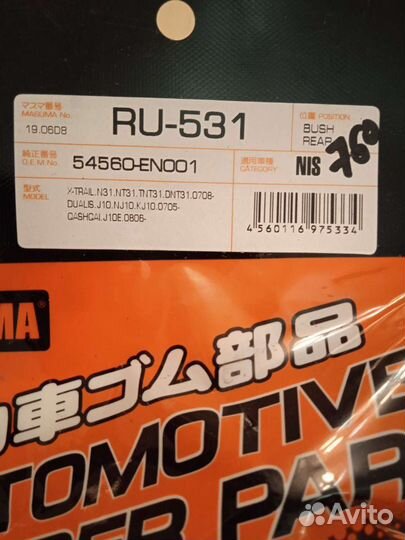 マスマ番号
MASUMA No.
19.06D8
RU-531
位置 POSITION
BUSH
REAR
純正番号
O.E.M.No.
54560-EN001
適用車種
CATEGORY
NIS
760
型式
MODEL
X-TRAIL.N31.NT31.TNT31.DNT31.0708-
DUALIS.J10.NJ10.KJ10.0705-
QASHQAI.J10E.0806-
4 560116 975334
MA
車ゴム部品
TOMOTIVE
ER PAR
Avito